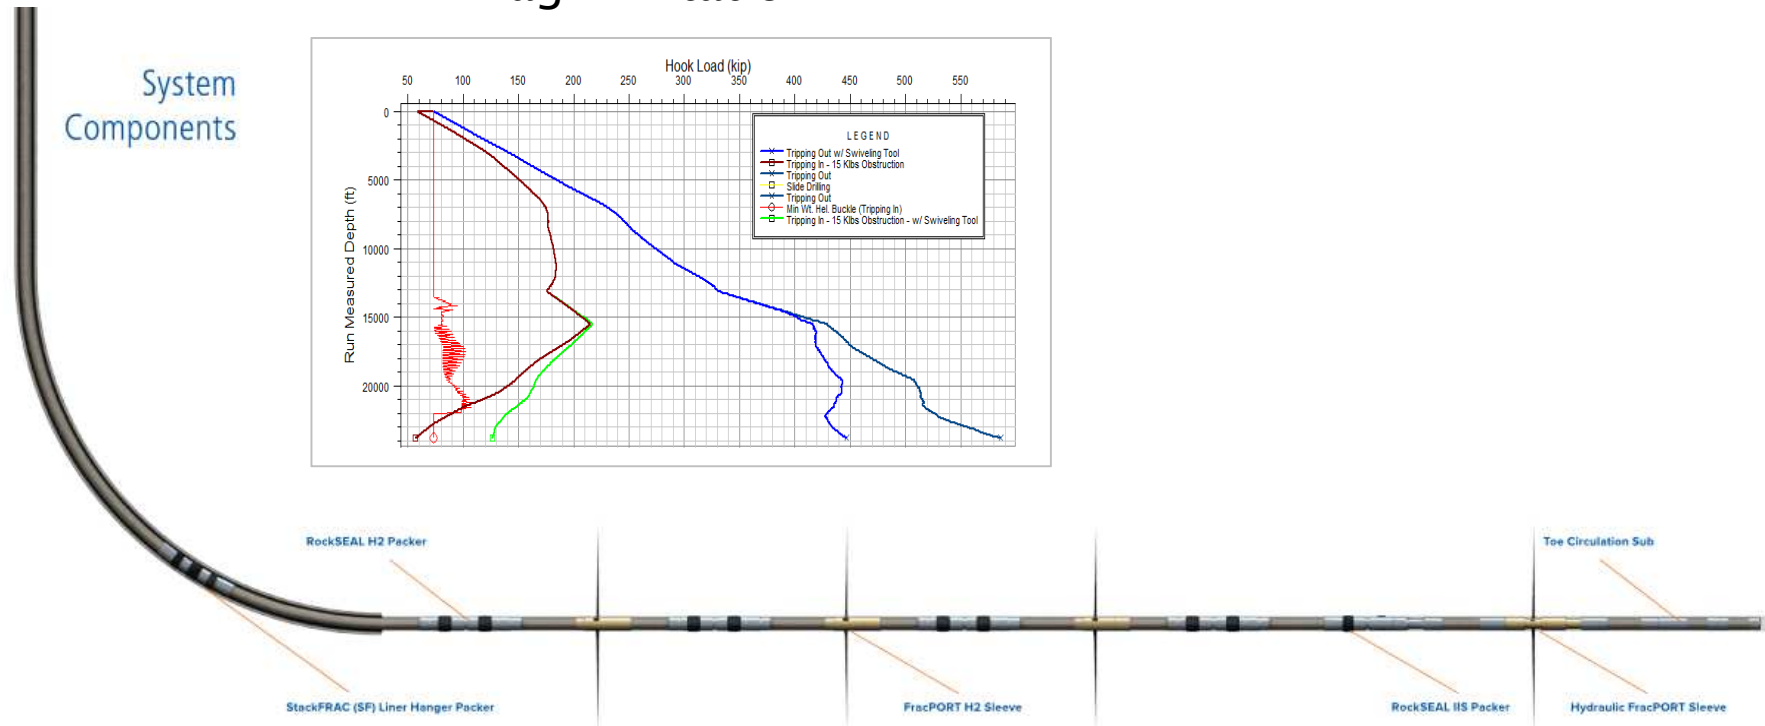 System
Components
Hook Load (kip)
50 100 150 200 250 300 350 400 450 500 550
Run Measured Depth (ft)
0
5000
10000
15000
20000
LEGEND
Tripping Out w/ Swiveling Tool
Tripping In - 15 Klbs Obstruction
Tripping Out
Slide Drilling
Tripping Out
Min Wt. Hel. Buckle (Tripping In)
Tripping In - 15 Klbs Obstruction - w/ Swiveling Tool
RockSEAL H2 Packer
Toe Circulation Sub
StackFRAC (SF) Liner Hanger Packer
FracPORT H2 Sleeve
RockSEAL IIS Packer
Hydraulic FracPORT Sleeve